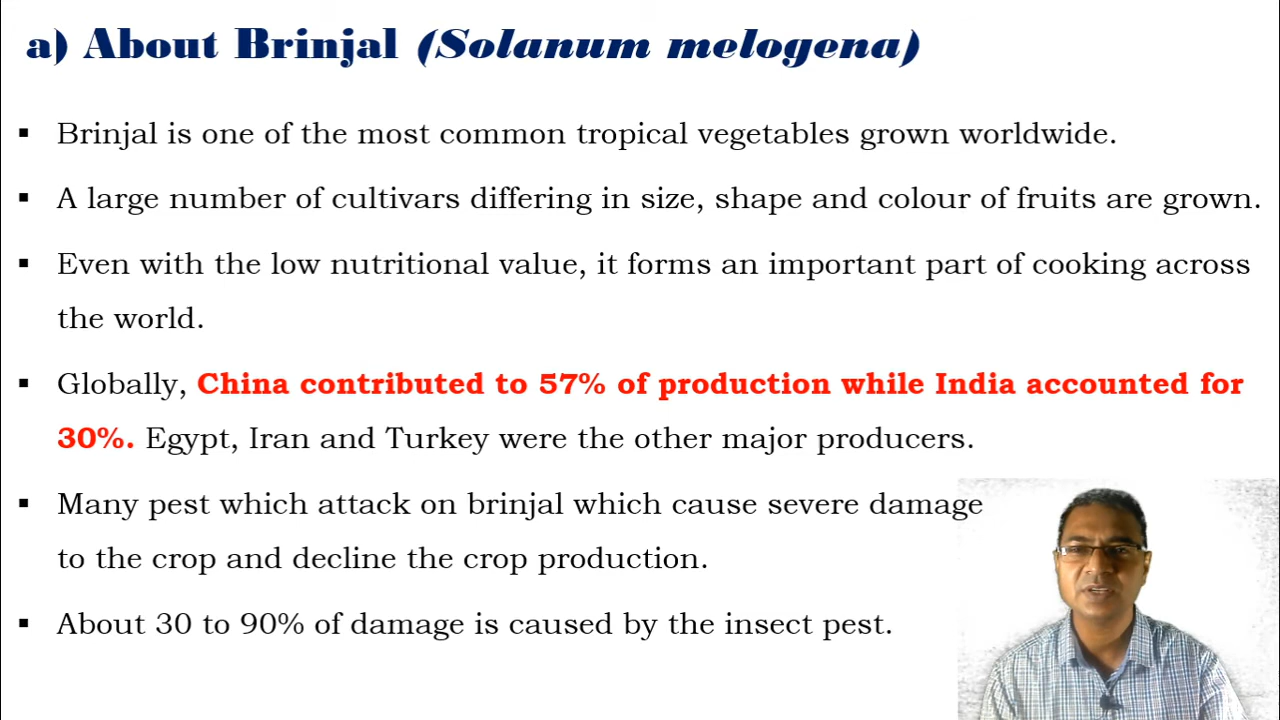 a) About Brinjal (Solanum melogena)
▪ Brinjal is one of the most common tropical vegetables grown worldwide.
▪ A large number of cultivars differing in size, shape and colour of fruits are grown.
▪ Even with the low nutritional value, it forms an important part of cooking across
the world.
▪ Globally, China contributed to 57% of production while India accounted for
30%. Egypt, Iran and Turkey were the other major producers.
▪ Many pest which attack on brinjal which cause severe damage
to the crop and decline the crop production.
▪ About 30 to 90% of damage is caused by the insect pest.